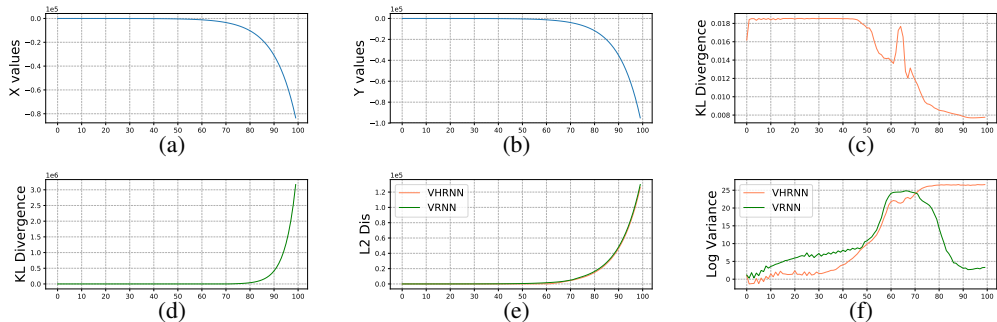 1e5
X values
0.0
−0.2
−0.4
−0.6
−0.8
0 10 20 30 40 50 60 70 80 90 100
(a)
1e5
Y values
0.0
−0.2
−0.4
−0.6
−0.8
−1.0
0 10 20 30 40 50 60 70 80 90 100
(b)
KL Divergence
0.018
0.016
0.014
0.012
0.010
0.008
0 10 20 30 40 50 60 70 80 90 100
(c)
1e6
KL Divergence
3.0
2.5
2.0
1.5
1.0
0.5
0.0
0 10 20 30 40 50 60 70 80 90 100
(d)
1e5
L2 Dis
1.2
1.0
0.8
0.6
0.4
0.2
0.0
VHRNN
VRNN
0 10 20 30 40 50 60 70 80 90 100
(e)
Log Variance
25
20
15
10
5
0
VHRNN
VRNN
0 10 20 30 40 50 60 70 80 90 100
(f)